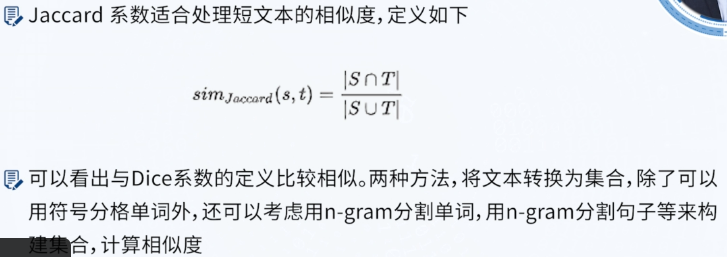 Jaccard 系数适合处理短文本的相似度,定义如下
sim_{Jaccard}(s,t) = |S∩T| / |S∪T|
可以看出与Dice系数的定义比较相似。两种方法,将文本转换为集合,除了可以
用符号分格单词外,还可以考虑用n-gram分割单词,用n-gram分割句子等来构
建集合,计算相似度